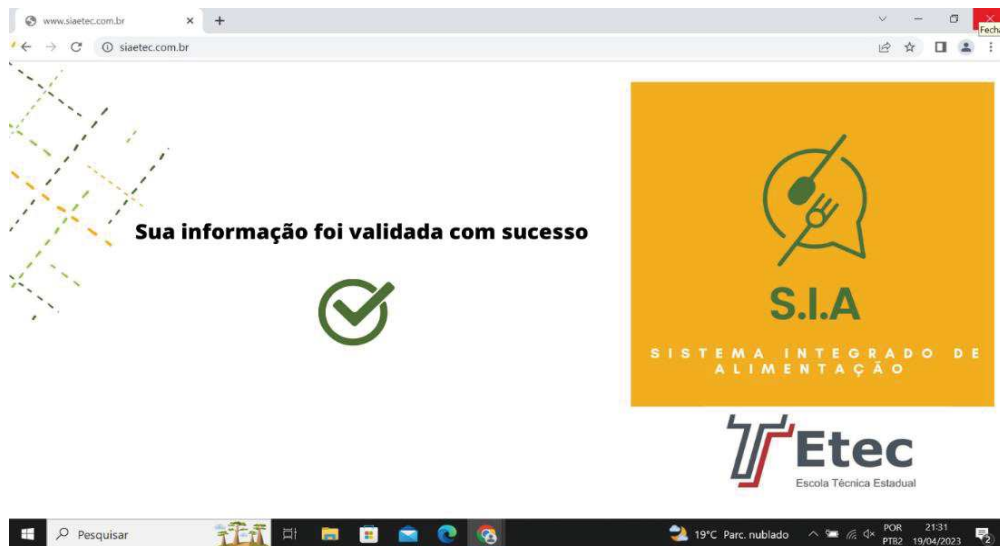 www.siaetec.com.br
Fecha
siaetec.com.br
Sua informação foi validada com sucesso
S.I.A
SISTEMA INTEGRADO DE
ALIMENTAÇÃO
Etec
Escola Técnica Estadual
Pesquisar
19°C Parc. nublado
POR
PTB2
21:31
19/04/2023
2